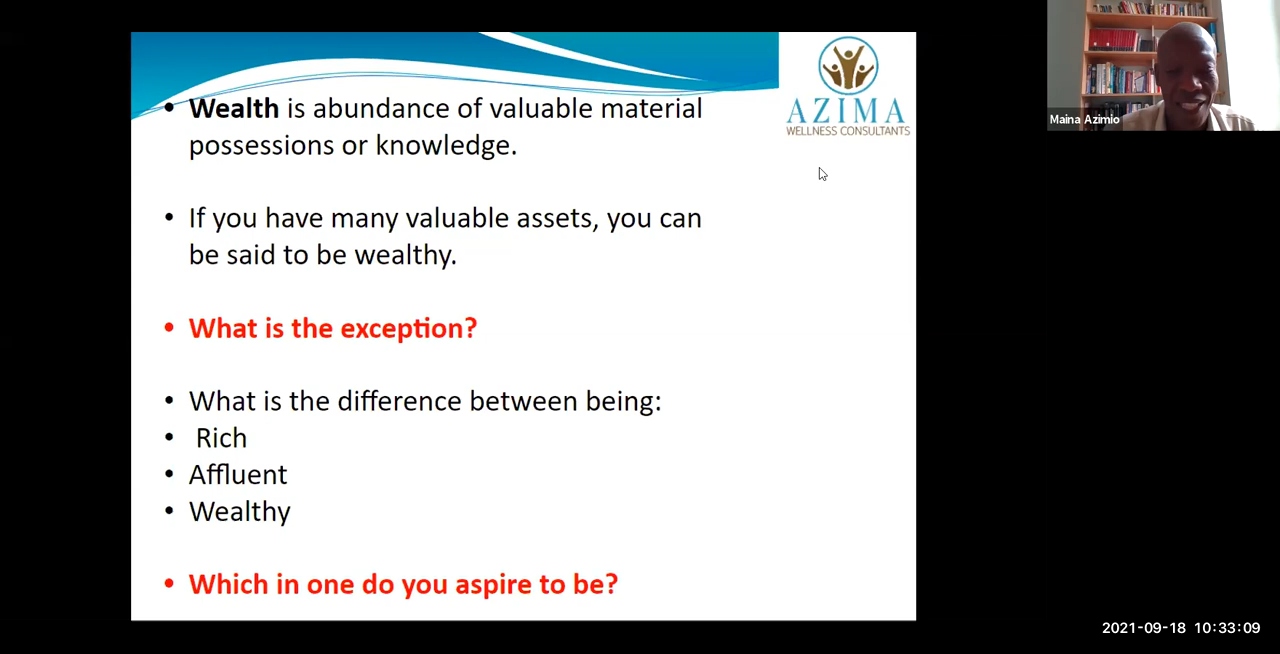 • Wealth is abundance of valuable material
possessions or knowledge.
• If you have many valuable assets, you can
be said to be wealthy.
• What is the exception?
• What is the difference between being:
• Rich
• Affluent
• Wealthy
• Which in one do you aspire to be?
AZIMA
WELLNESS CONSULTANTS
Maina Azimio
2021-09-18 10:33:09